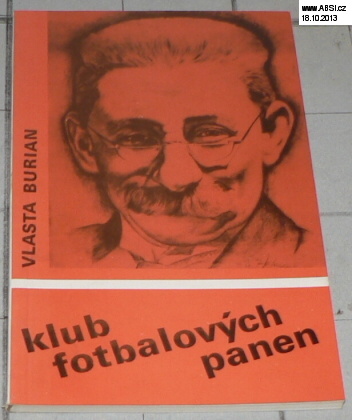 www.ABSI.cz
18.10.2013
VLASTA BURIAN
klub
fotbalových
panen